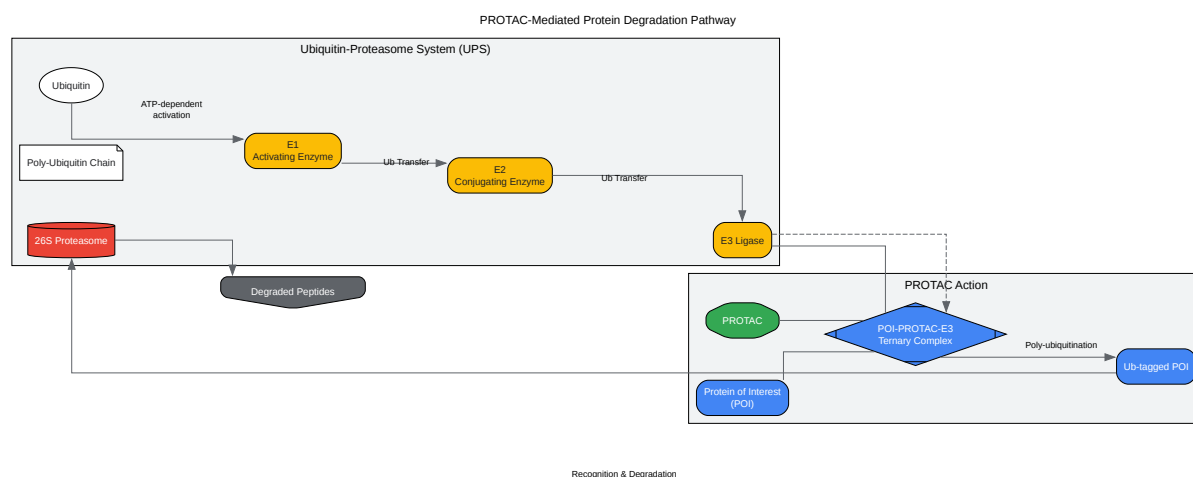 PROTAC-Mediated Protein Degradation Pathway
Ubiquitin-Proteasome System (UPS)
Ubiquitin
ATP-dependent
activation
E1
Activating Enzyme
Poly-Ubiquitin Chain
Ub Transfer
E2
Conjugating Enzyme
Ub Transfer
26S Proteasome
E3 Ligase
Degraded Peptides
PROTAC Action
PROTAC
POI-PROTAC-E3
Ternary Complex
Poly-ubiquitination
Ub-tagged POI
Protein of Interest
(POI)
Recognition & Degradation